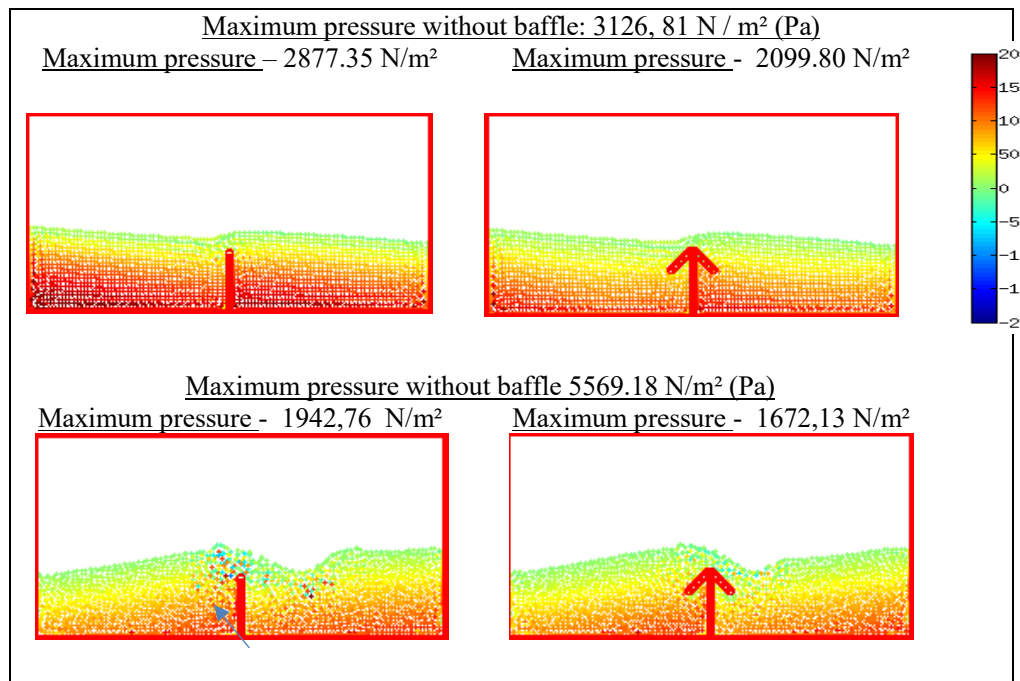 Maximum pressure without baffle: 3126, 81 N / m² (Pa)
Maximum pressure – 2877.35 N/m²
Maximum pressure - 2099.80 N/m²
20
15
10
50
0
-5
-1
-1
-2
Maximum pressure without baffle 5569.18 N/m² (Pa)
Maximum pressure - 1942,76 N/m²
Maximum pressure - 1672,13 N/m²